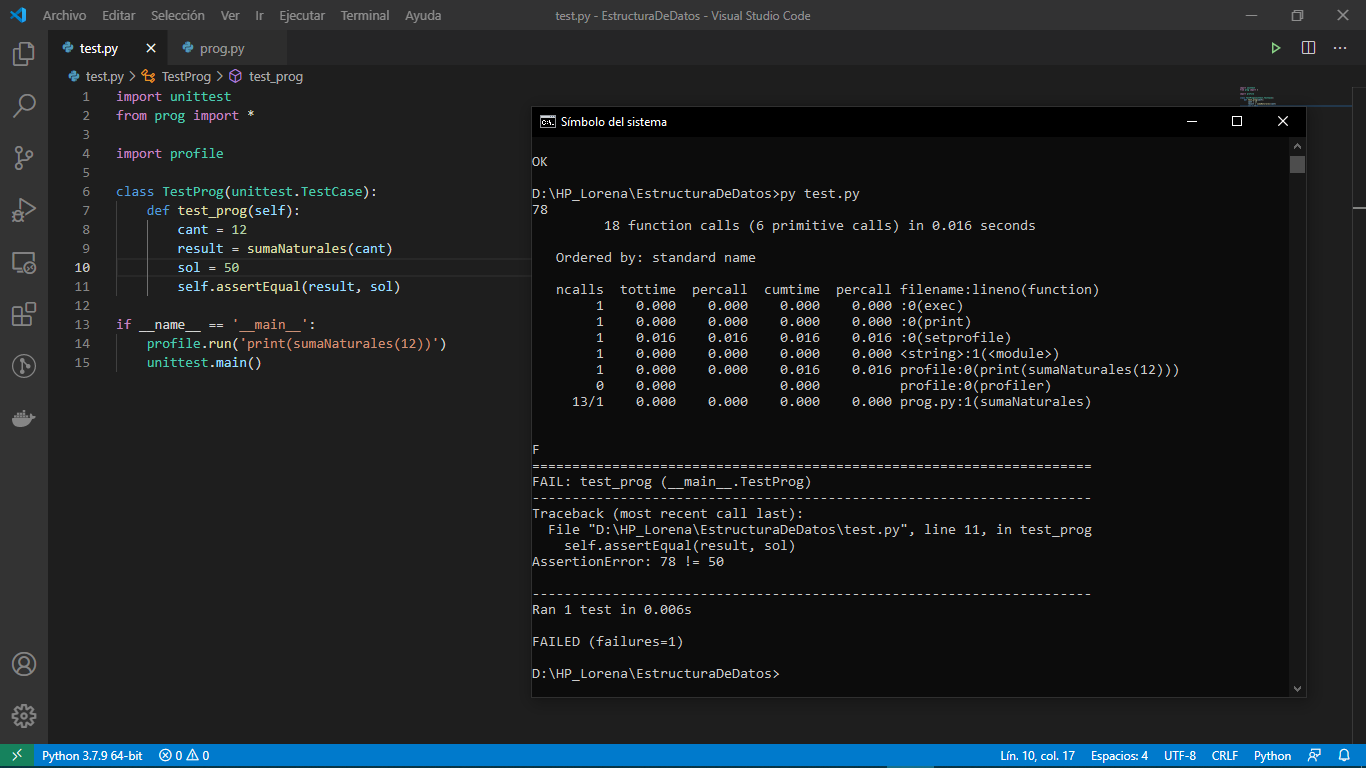 Archivo Editar Selección Ver Ir Ejecutar Terminal Ayuda
test.py - EstructuraDeDatos - Visual Studio Code
test.py
prog.py
test.py > TestProg > test_prog
1 import unittest
2 from prog import *
3
4 import profile
5
6 class TestProg(unittest.TestCase):
7 def test_prog(self):
8 cant = 12
9 result = sumaNaturales(cant)
10 sol = 50
11 self.assertEqual(result, sol)
12
13 if __name__ == '__main__':
14 profile.run('print(sumaNaturales(12))')
15 unittest.main()
Símbolo del sistema
OK
D:\HP_Lorena\EstructuraDeDatos>py test.py
78
18 function calls (6 primitive calls) in 0.016 seconds
Ordered by: standard name
ncalls tottime percall cumtime percall filename:lineno(function)
1 0.000 0.000 0.000 0.000 :0(exec)
1 0.000 0.000 0.000 0.000 :0(print)
1 0.016 0.016 0.016 0.016 :0(setprofile)
1 0.000 0.000 0.000 0.000 <string>:1(<module>)
1 0.000 0.000 0.016 0.016 profile:0(print(sumaNaturales(12)))
0 0.000 0.000 profile:0(profiler)
13/1 0.000 0.000 0.000 0.000 prog.py:1(sumaNaturales)
F
======================================================================
FAIL: test_prog (__main__.TestProg)
----------------------------------------------------------------------
Traceback (most recent call last):
File "D:\HP_Lorena\EstructuraDeDatos\test.py", line 11, in test_prog
self.assertEqual(result, sol)
AssertionError: 78 != 50
----------------------------------------------------------------------
Ran 1 test in 0.006s
FAILED (failures=1)
D:\HP_Lorena\EstructuraDeDatos>
Python 3.7.9 64-bit 0 0 Lín. 10, col. 17 Espacios: 4 UTF-8 CRLF Python